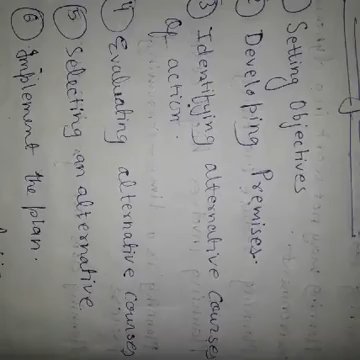 Setting Objectives
② Developing Premises.
③ Identifying alternative Courses
of action.
④ Evaluating alternative Courses
⑤ Selecting an alternative.
⑥ Implement the plan.